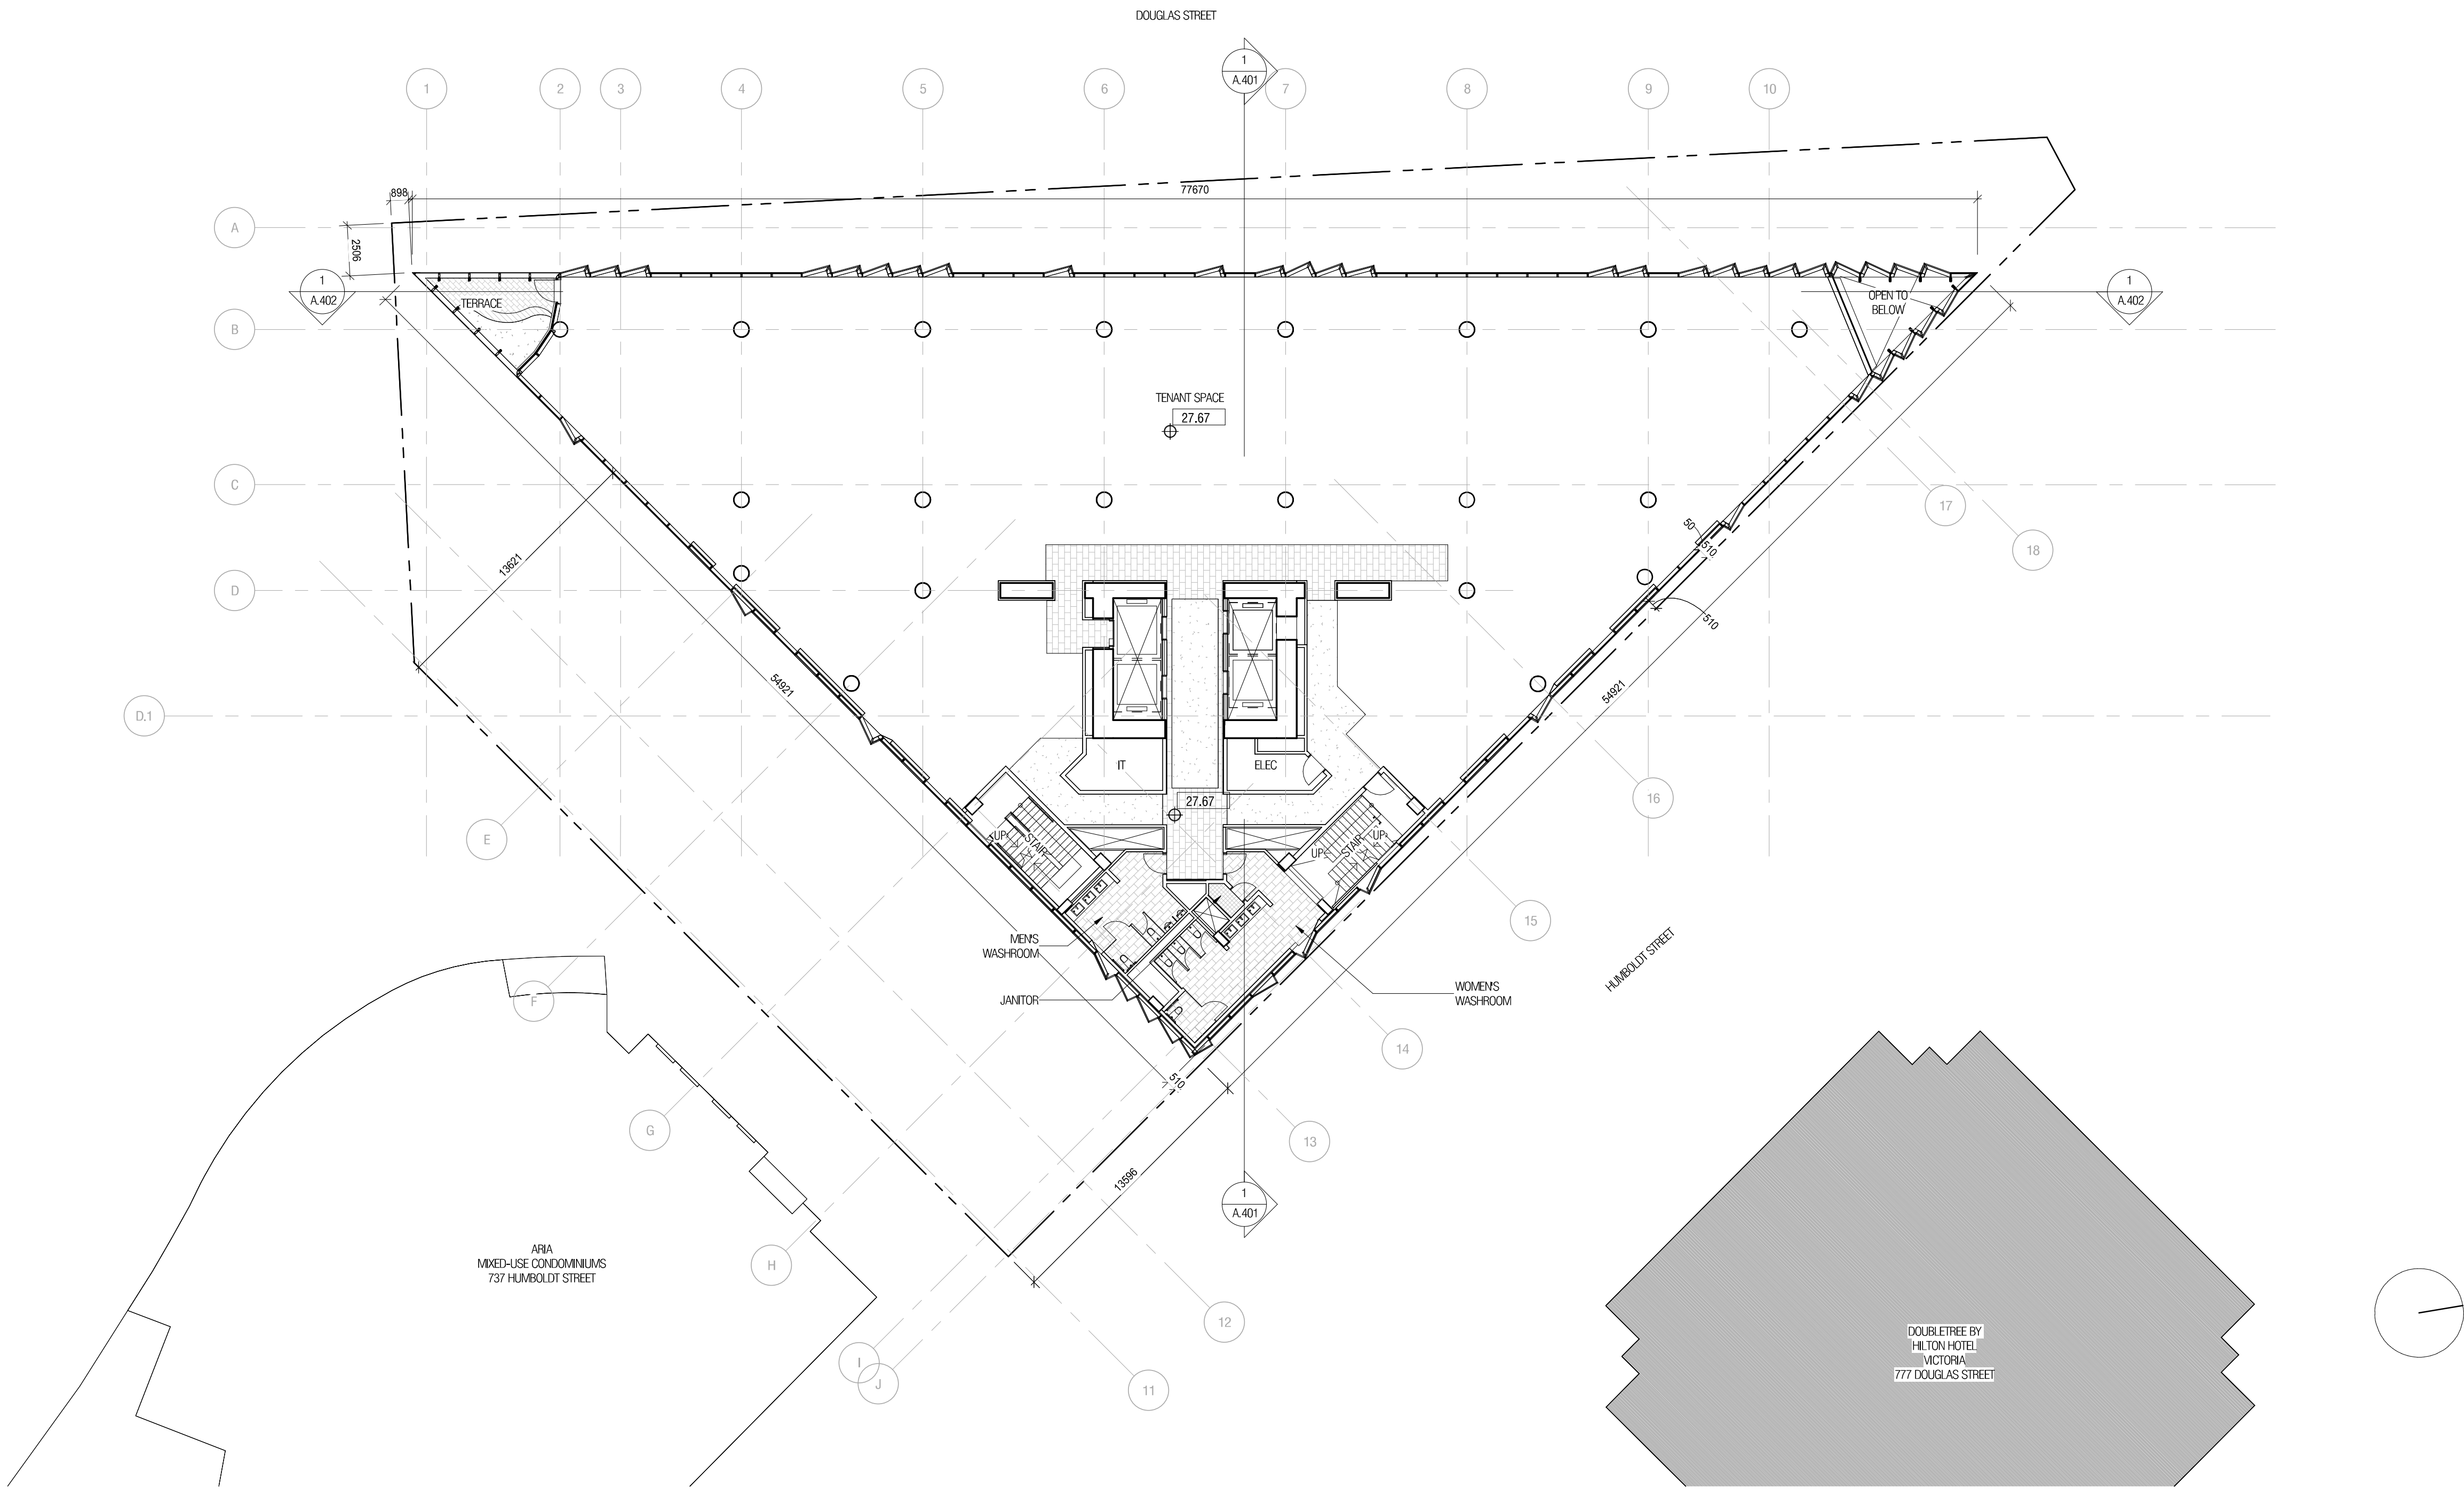 DOUGLAS STREET
1
A.401
1
2
3
4
5
6
7
8
9
10
898
77670
A
2506
1
A.402
TERRACE
OPEN TO
BELOW
1
A.402
B
TENANT SPACE
27.67
C
17
50
510
18
13621
D
510
54921
54921
D.1
IT
ELEC
27.67
16
E
UP
STAIR
UP
STAIR
UP
15
MEN'S
WASHROOM
HUMBOLDT STREET
JANITOR
WOMEN'S
WASHROOM
F
14
510
G
13
13596
1
A.401
ARIA
MIXED-USE CONDOMINIUMS
737 HUMBOLDT STREET
H
12
DOUBLETREE BY
HILTON HOTEL
VICTORIA
777 DOUGLAS STREET
I
J
11